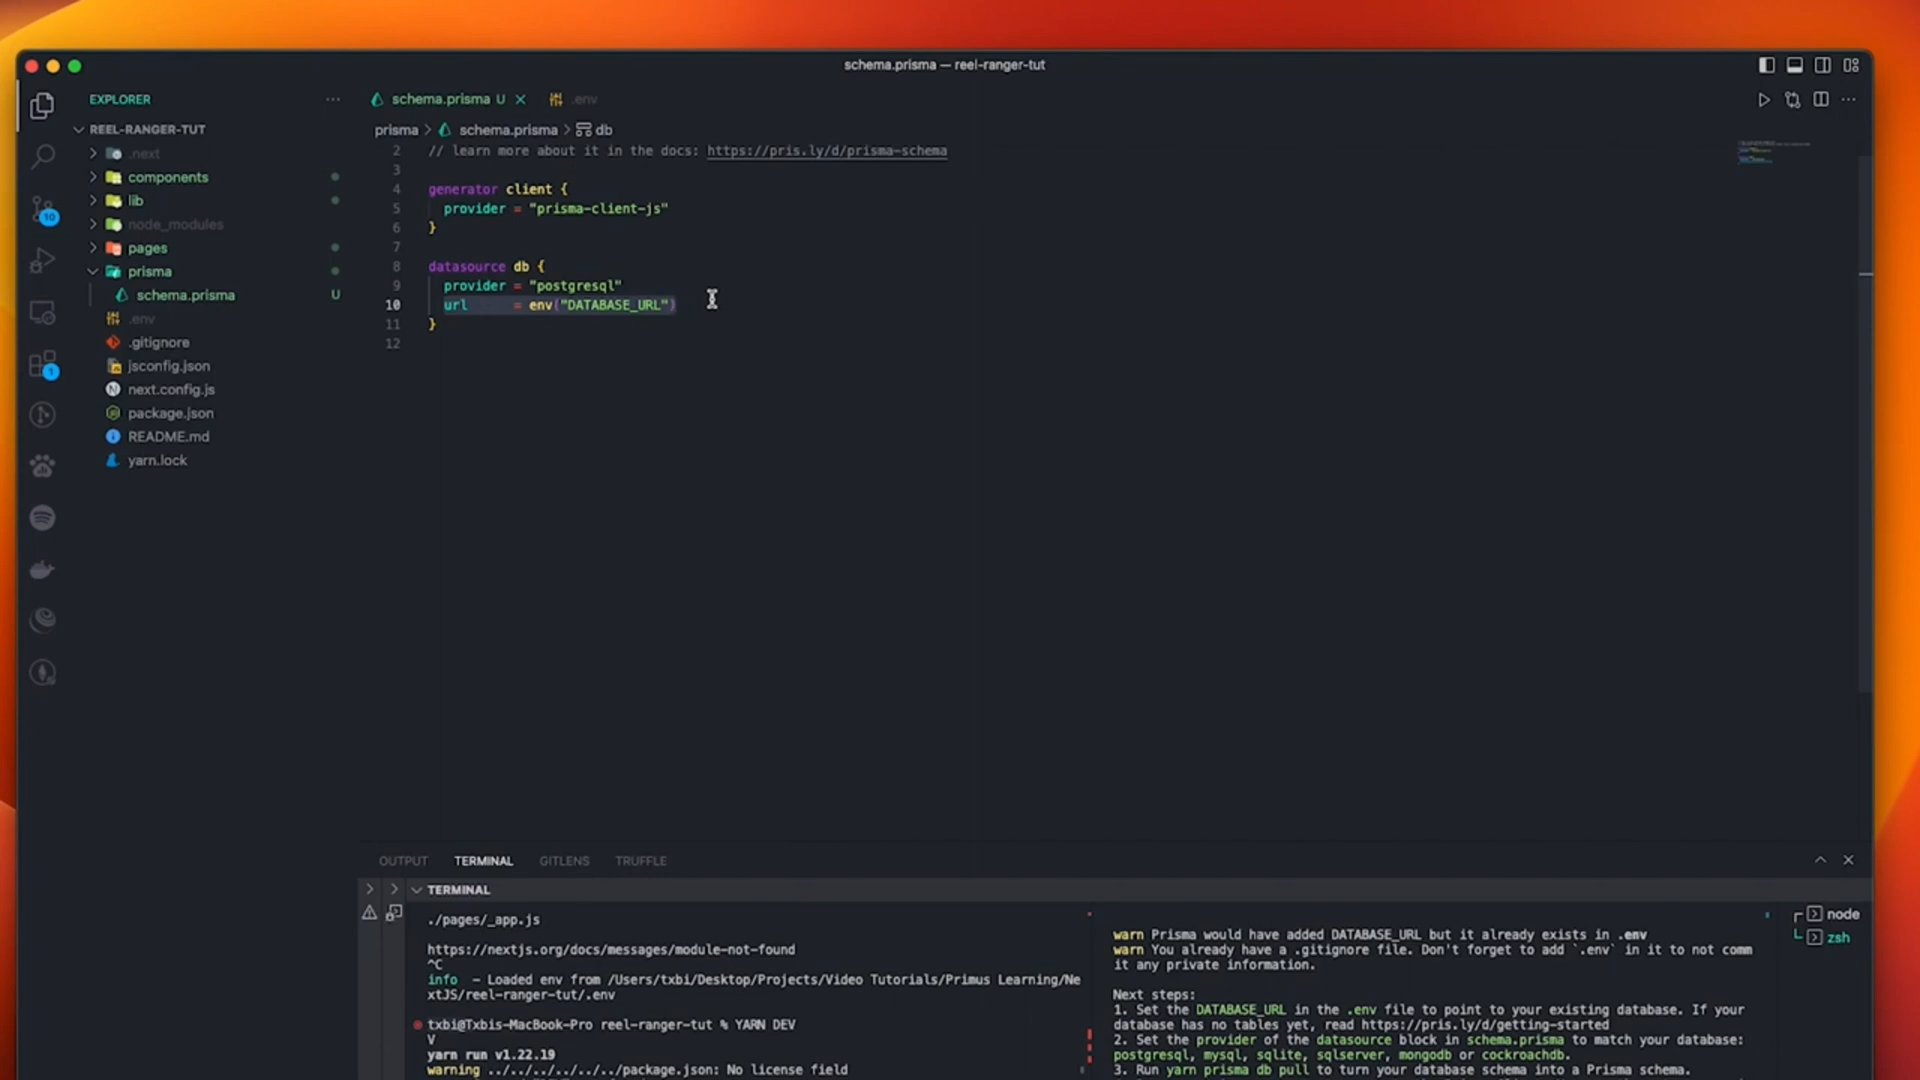 schema.prisma — reel-ranger-tut
EXPLORER
schema.prisma U
.env
REEL-RANGER-TUT
prisma > schema.prisma > db
.next
components
lib
node_modules
pages
prisma
schema.prisma U
.env
.gitignore
jsconfig.json
next.config.js
package.json
README.md
yarn.lock
10
1
2 // learn more about it in the docs: https://pris.ly/d/prisma-schema
3
4 generator client {
5 provider = "prisma-client-js"
6 }
7
8 datasource db {
9 provider = "postgresql"
10 url = env("DATABASE_URL")
11 }
12
OUTPUT TERMINAL GITLENS TRUFFLE
TERMINAL
./pages/_app.js
https://nextjs.org/docs/messages/module-not-found
^C
info - Loaded env from /Users/txbi/Desktop/Projects/Video Tutorials/Primus Learning/Ne
xtJS/reel-ranger-tut/.env
txbi@Txbis-MacBook-Pro reel-ranger-tut % YARN DEV
V
yarn run v1.22.19
warning ../../../../../../package.json: No license field
warn Prisma would have added DATABASE_URL but it already exists in .env
warn You already have a .gitignore file. Don't forget to add `.env` in it to not comm
it any private information.
Next steps:
1. Set the DATABASE_URL in the .env file to point to your existing database. If your
database has no tables yet, read https://pris.ly/d/getting-started
2. Set the provider of the datasource block in schema.prisma to match your database:
postgresql, mysql, sqlite, sqlserver, mongodb or cockroachdb.
3. Run yarn prisma db pull to turn your database schema into a Prisma schema.
node
zsh